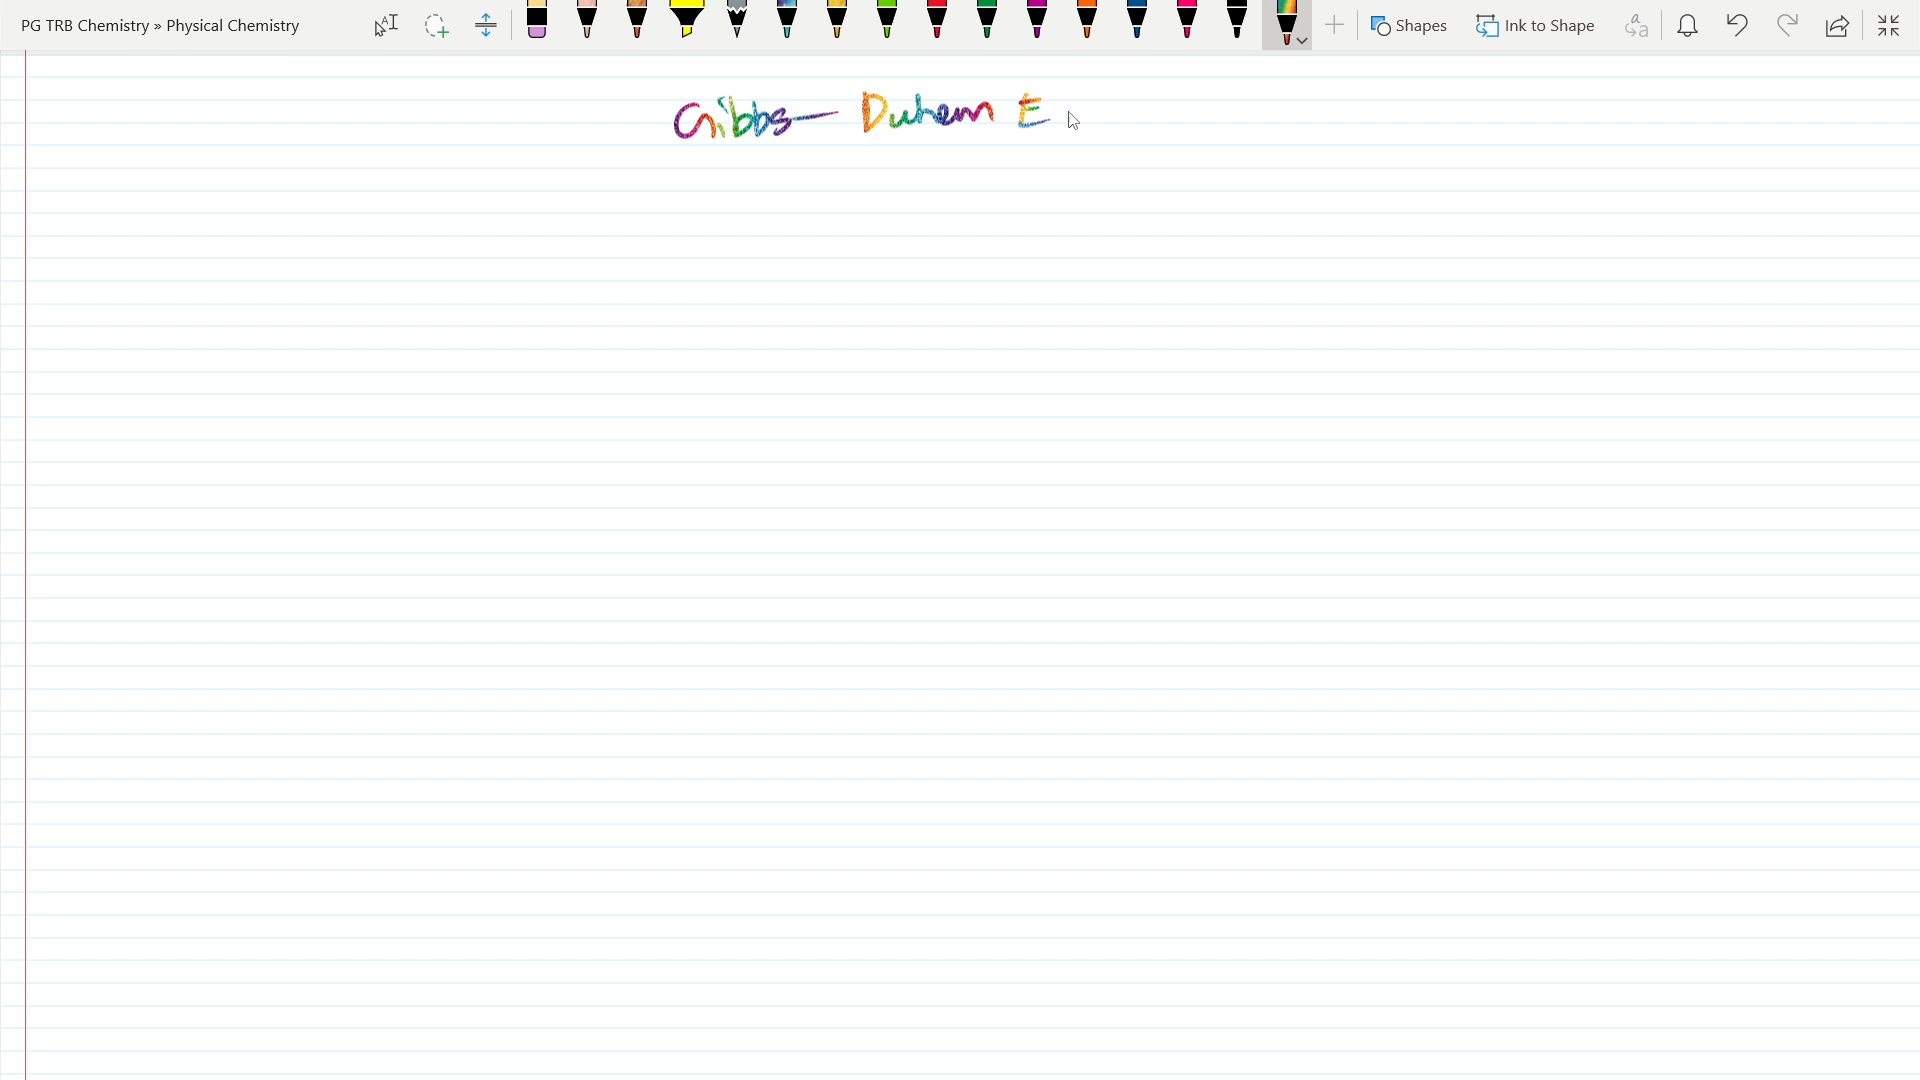 PG TRB Chemistry » Physical Chemistry
Shapes
Ink to Shape
Gibbs— Duhem E